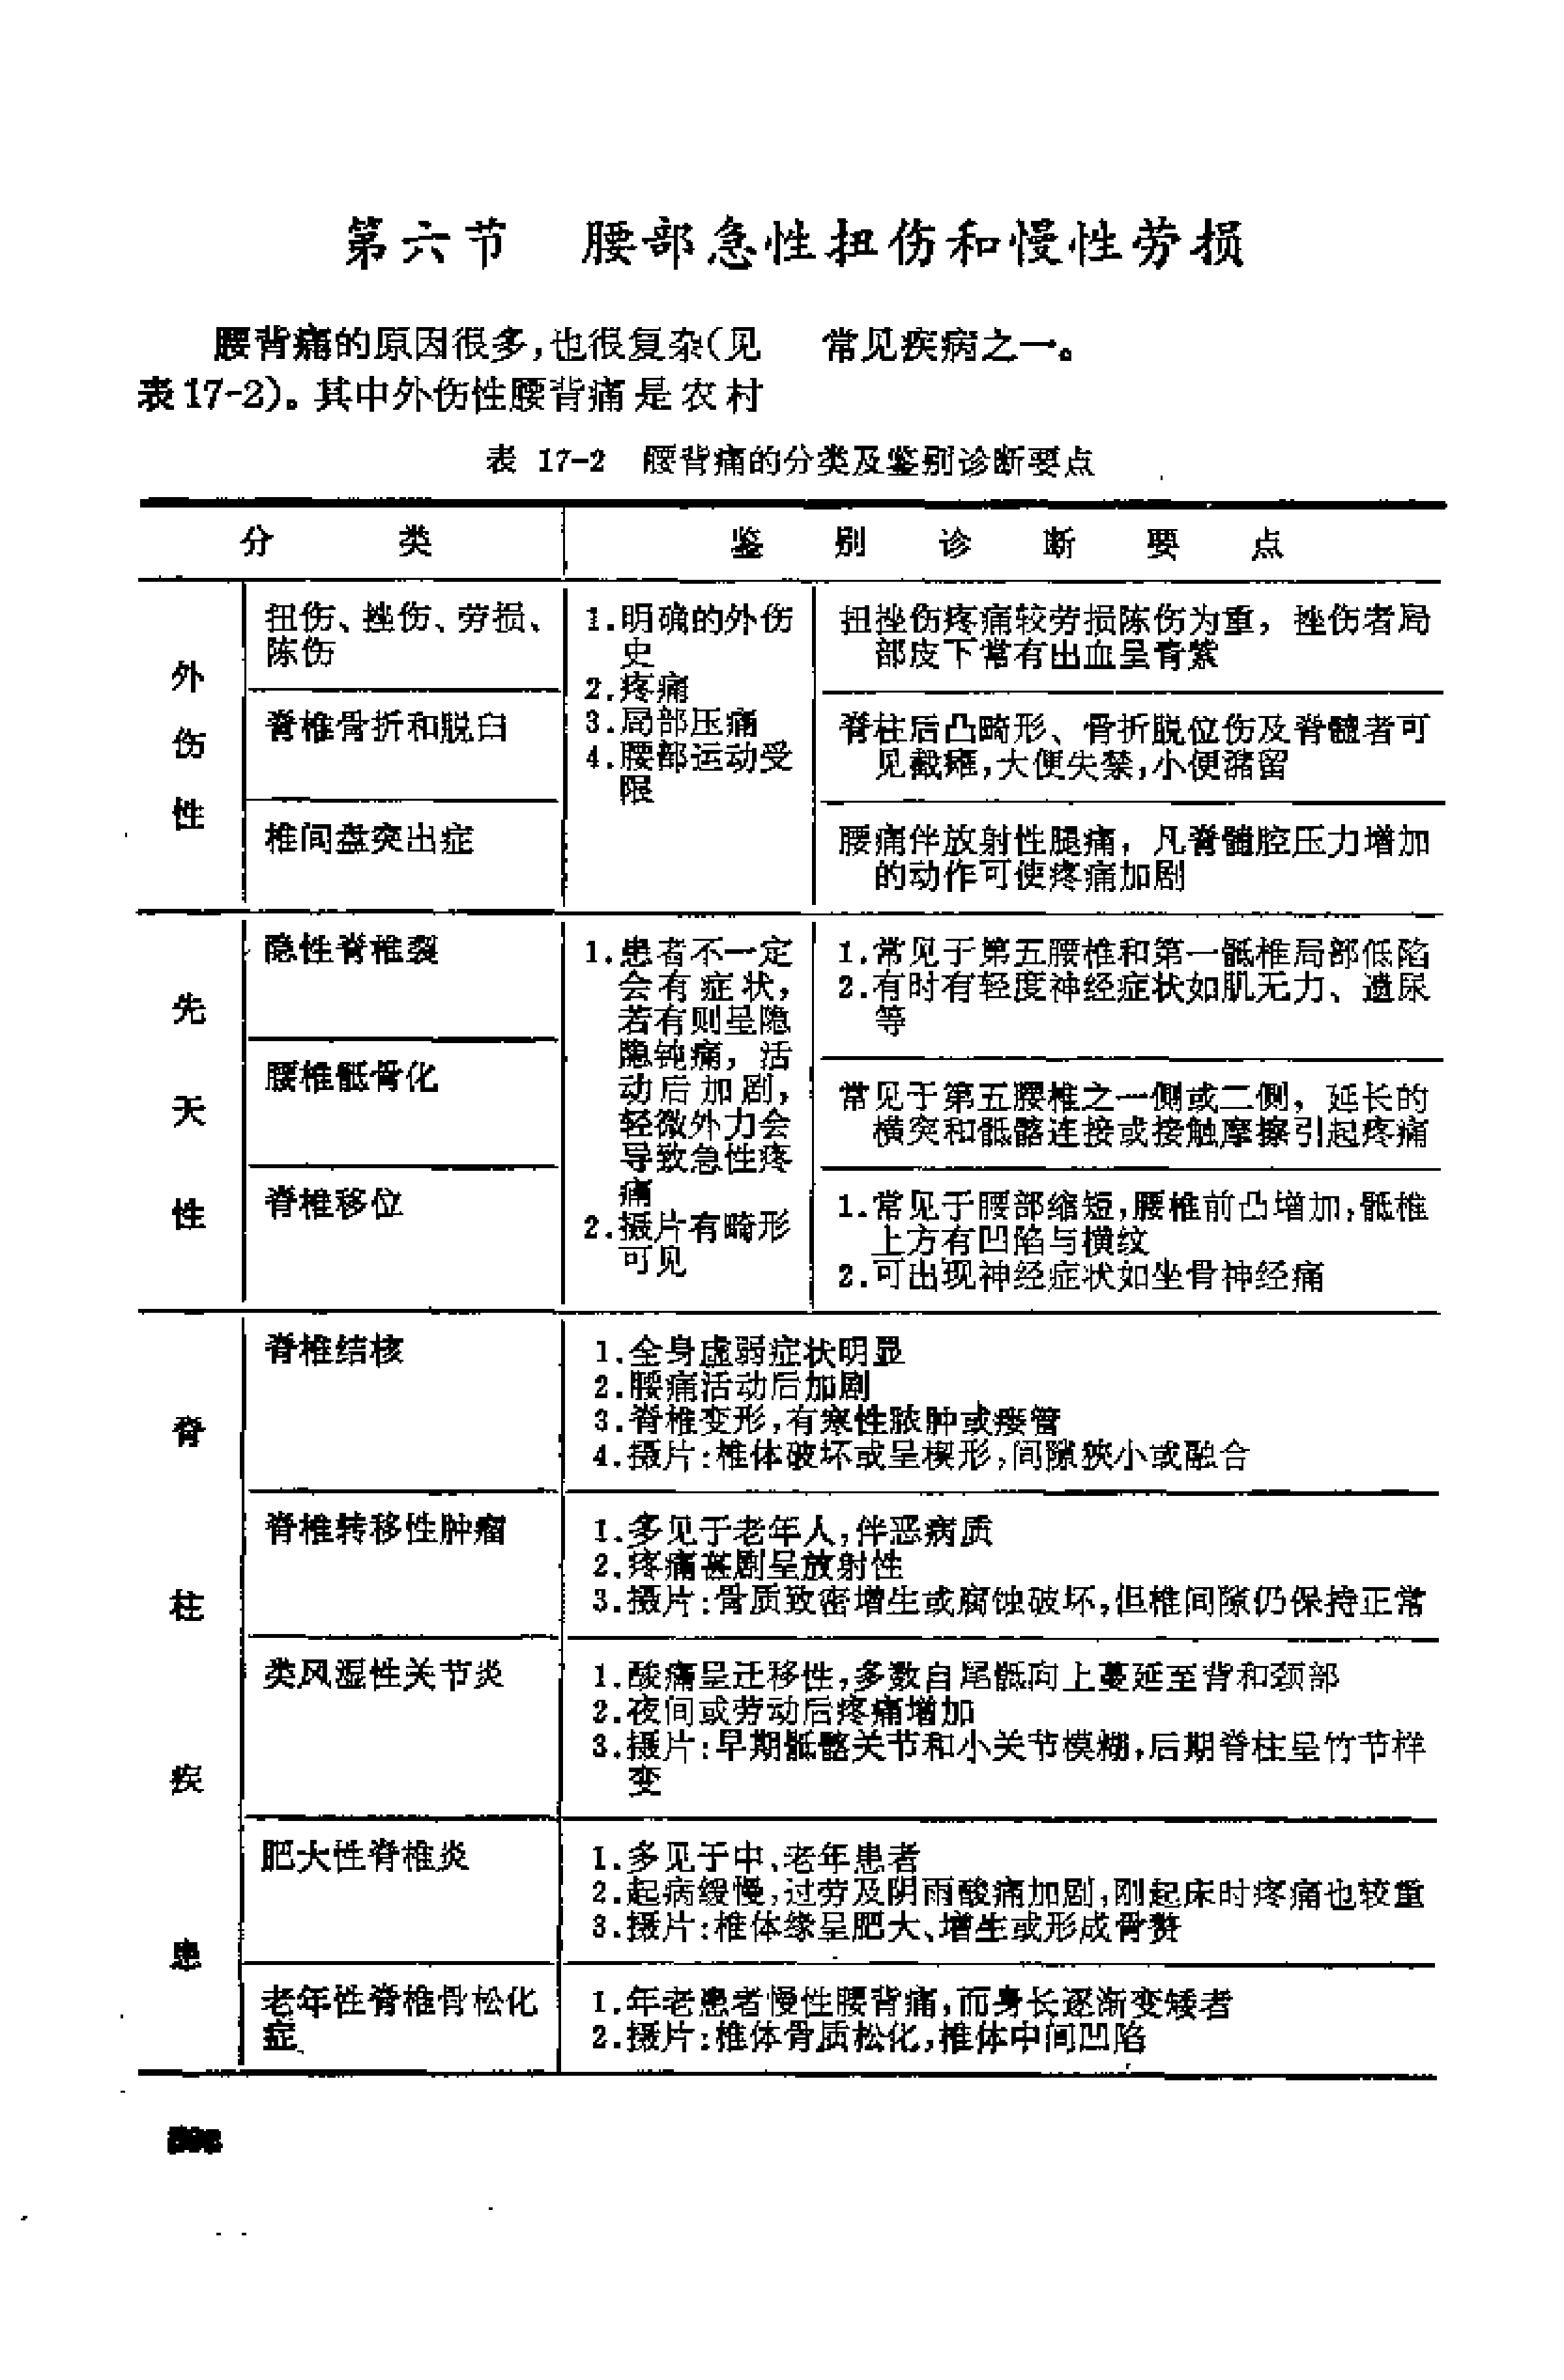 第六节 腰部急性扭伤和慢性劳损
腰背痛的原因很多,也很复杂(见
表17-2)。其中外伤性腰背痛是农村
常见疾病之一。
表 17-2 腰背痛的分类及鉴别诊断要点
分类 鉴别诊断要点
外伤性
扭伤、挫伤、劳损、
陈伤
脊椎骨折和脱臼
椎间盘突出症
1.明确的外伤
史
2.疼痛
3.局部压痛
4.腰部运动受
限
扭挫伤疼痛较劳损陈伤为重，挫伤者局
部皮下常有出血呈青紫
脊柱后凸畸形、骨折脱位伤及脊髓者可
见截瘫,大便失禁,小便潴留
腰痛伴放射性腿痛，凡脊髓腔压力增加
的动作可使疼痛加剧
先天性
隐性脊椎裂
腰椎骶骨化
脊椎移位
1.患者不一定
会有症状，
若有则呈隐
隐钝痛，活
动后加剧，
轻微外力会
导致急性疼
痛
2.摄片有畸形
可见
1.常见于第五腰椎和第一骶椎局部低陷
2.有时有轻度神经症状如肌无力、遗尿
等
常见于第五腰椎之一侧或二侧，延长的
横突和骶髂连接或接触摩擦引起疼痛
1.常见于腰部缩短,腰椎前凸增加,骶椎
上方有凹陷与横纹
2.可出现神经症状如坐骨神经痛
脊柱疾患
脊椎结核
1.全身虚弱症状明显
2.腰痛活动后加剧
3.脊椎变形,有寒性脓肿或瘘管
4.摄片:椎体破坏或呈楔形,间隙狭小或融合
脊椎转移性肿瘤
1.多见于老年人,伴恶病质
2.疼痛甚剧呈放射性
3.摄片:骨质致密增生或腐蚀破坏,但椎间隙仍保持正常
类风湿性关节炎
1.酸痛呈迁移性,多数自尾骶向上蔓延至背和颈部
2.夜间或劳动后疼痛增加
3.摄片:早期骶髂关节和小关节模糊,后期脊柱呈竹节样
变
肥大性脊椎炎
1.多见于中、老年患者
2.起病缓慢,过劳及阴雨酸痛加剧,刚起床时疼痛也较重
3.摄片:椎体缘呈肥大、增生或形成骨赘
老年性脊椎骨松化
症
1.年老患者慢性腰背痛,而身长逐渐变矮者
2.摄片:椎体骨质松化,椎体中间凹陷